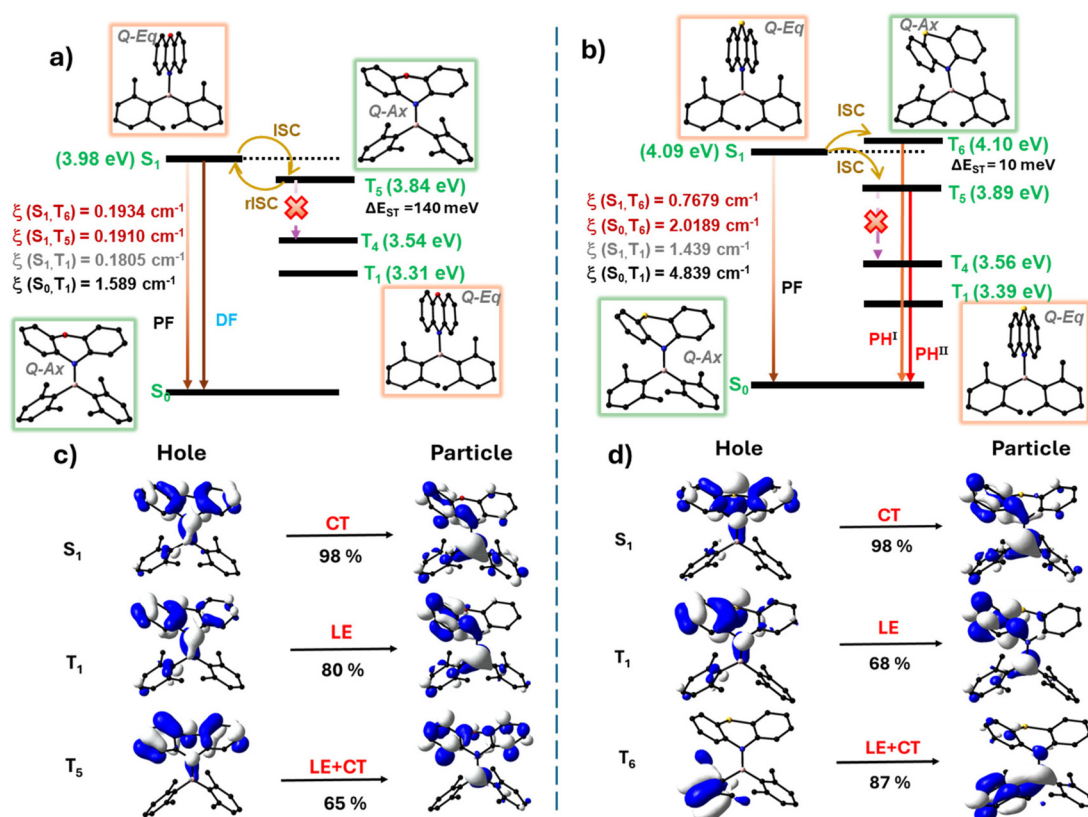 a)
Q-Eq
ISC
Q-Ax
(3.98 eV) S₁
rISC
T₅ (3.84 eV)
ΔE_ST = 140 meV
ξ (S₁,T₆) = 0.1934 cm⁻¹
ξ (S₁,T₅) = 0.1910 cm⁻¹
ξ (S₁,T₁) = 0.1805 cm⁻¹
ξ (S₀,T₁) = 1.589 cm⁻¹
T₄ (3.54 eV)
T₁ (3.31 eV)
Q-Eq
PF
DF
Q-Ax
S₀
b)
Q-Eq
Q-Ax
ISC
(4.09 eV) S₁
T₆ (4.10 eV)
ΔE_ST = 10 meV
ISC
T₅ (3.89 eV)
ξ (S₁,T₆) = 0.7679 cm⁻¹
ξ (S₀,T₆) = 2.0189 cm⁻¹
ξ (S₁,T₁) = 1.439 cm⁻¹
ξ (S₀,T₁) = 4.839 cm⁻¹
T₄ (3.56 eV)
T₁ (3.39 eV)
PF
Q-Eq
PHᴵ
PHᴵᴵ
Q-Ax
S₀
c)
Hole
Particle
S₁
CT
98 %
T₁
LE
80 %
T₅
LE+CT
65 %
d)
Hole
Particle
S₁
CT
98 %
T₁
LE
68 %
T₆
LE+CT
87 %